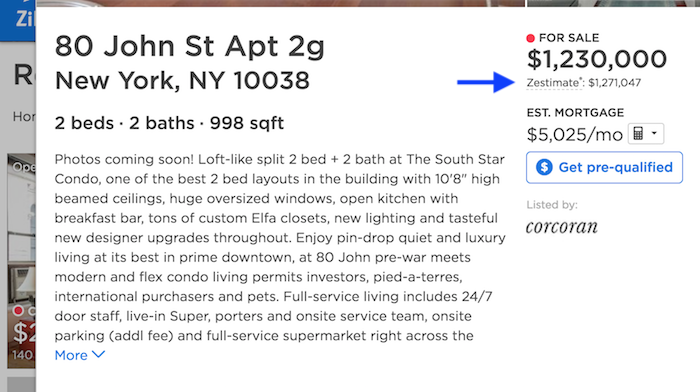 Zil
R
Hor
Ope
$2
140
80 John St Apt 2g
New York, NY 10038
2 beds · 2 baths · 998 sqft
Photos coming soon! Loft-like split 2 bed + 2 bath at The South Star
Condo, one of the best 2 bed layouts in the building with 10'8" high
beamed ceilings, huge oversized windows, open kitchen with
breakfast bar, tons of custom Elfa closets, new lighting and tasteful
new designer upgrades throughout. Enjoy pin-drop quiet and luxury
living at its best in prime downtown, at 80 John pre-war meets
modern and flex condo living permits investors, pied-a-terres,
international purchasers and pets. Full-service living includes 24/7
door staff, live-in Super, porters and onsite service team, onsite
parking (addl fee) and full-service supermarket right across the
More
FOR SALE
$1,230,000
Zestimate®: $1,271,047
EST. MORTGAGE
$5,025/mo
$ Get pre-qualified
Listed by:
corcoran